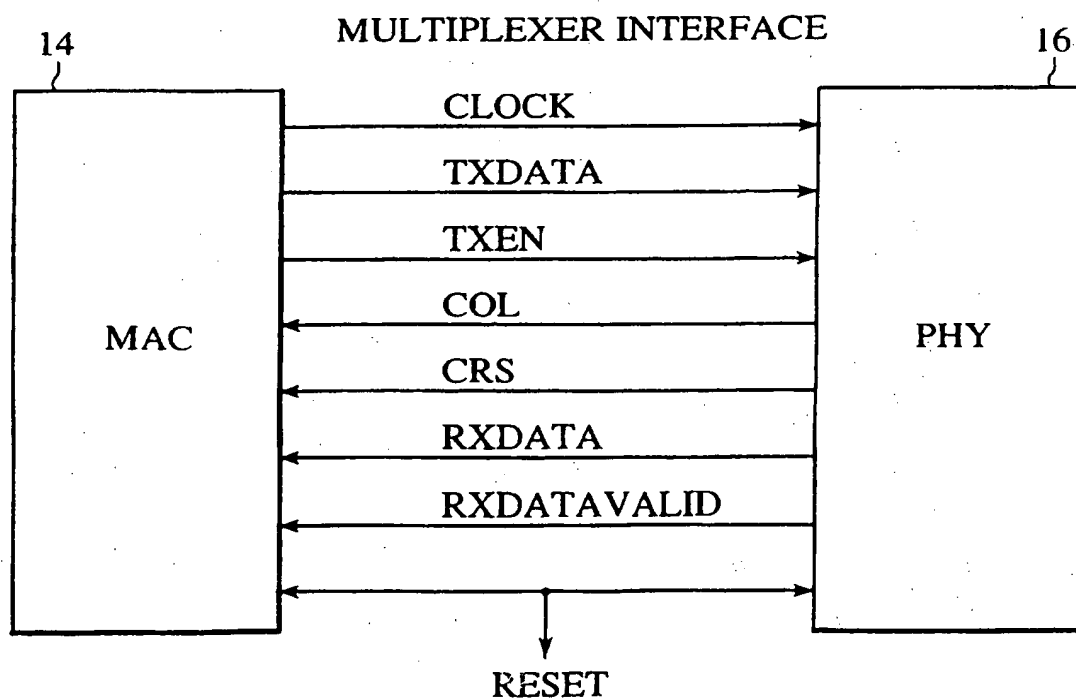 MULTIPLEXER INTERFACE
14
16
CLOCK
TXDATA
TXEN
COL
MAC
PHY
CRS
RXDATA
RXDATAVALID
RESET